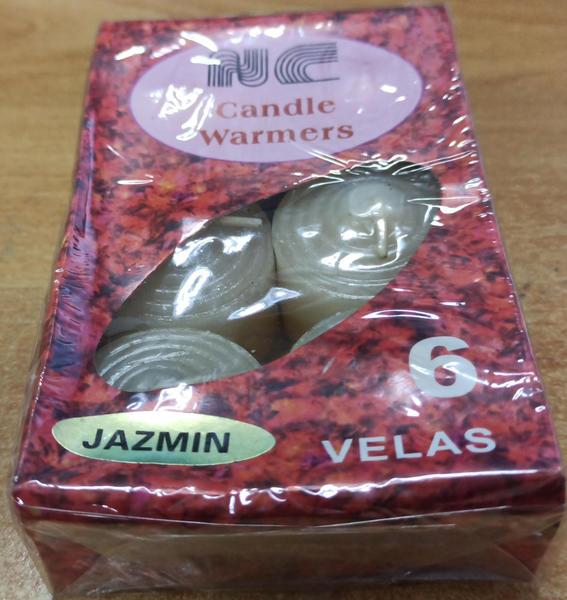 NC
Candle
Warmers
6
JAZMIN
VELAS